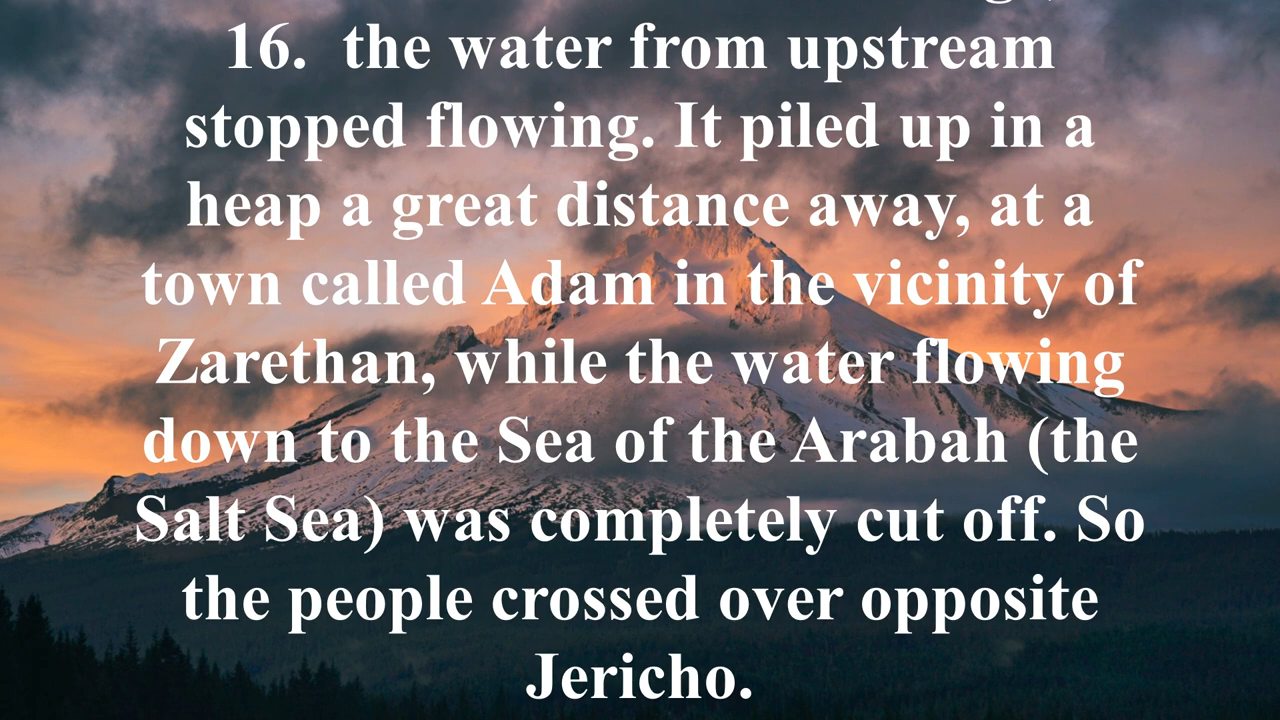 16.  the water from upstream
stopped flowing. It piled up in a
heap a great distance away, at a
town called Adam in the vicinity of
Zarethan, while the water flowing
down to the Sea of the Arabah (the
Salt Sea) was completely cut off. So
the people crossed over opposite
Jericho.